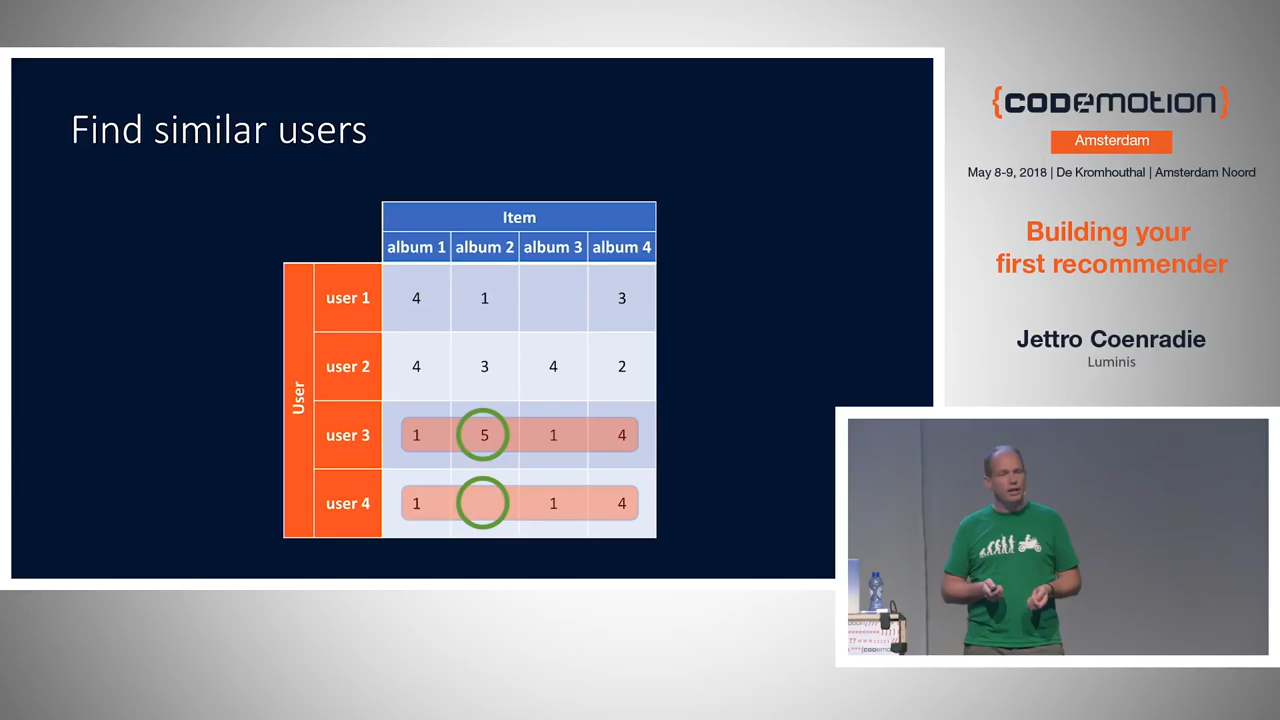 Find similar users
Item
album 1 album 2 album 3 album 4
User
user 1 4 1 3
user 2 4 3 4 2
user 3 1 5 1 4
user 4 1 1 4
{CODEMOTION}
Amsterdam
May 8-9, 2018 | De Kromhouthal | Amsterdam Noord
Building your
first recommender
Jettro Coenradie
Luminis